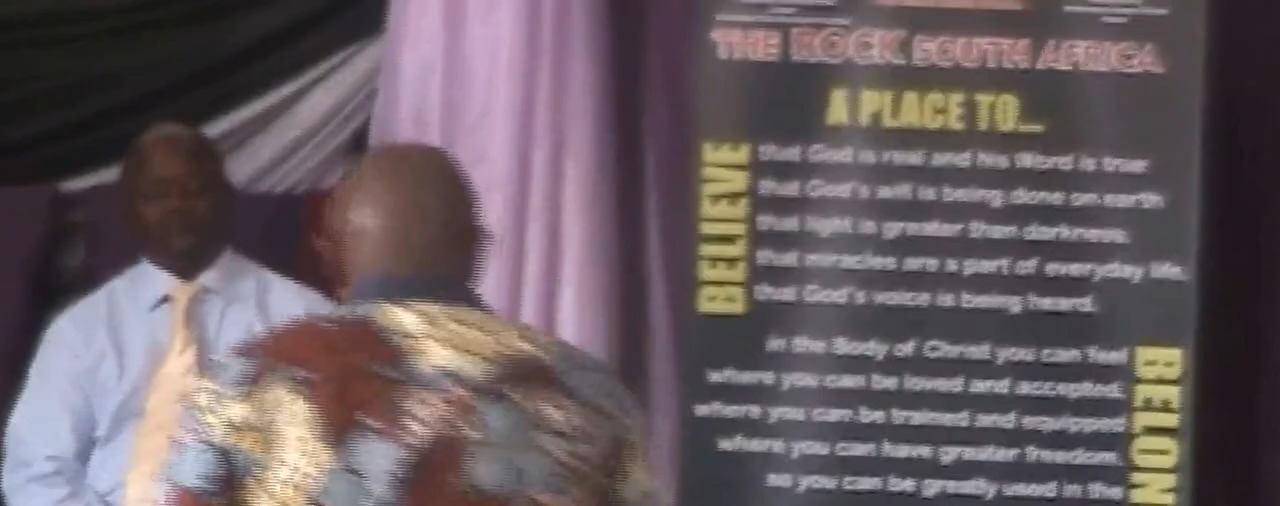 THE ROCK SOUTH AFRICA
A PLACE TO...
BELIEVE
that God is real and his Word is true
that God's will is being done on earth
that light is greater than darkness.
that miracles are a part of everyday life.
that God's voice is being heard.
BELON
in the Body of Christ you can feel
where you can be loved and accepted.
where you can be trained and equipped
where you can have greater freedom.
so you can be greatly used in the